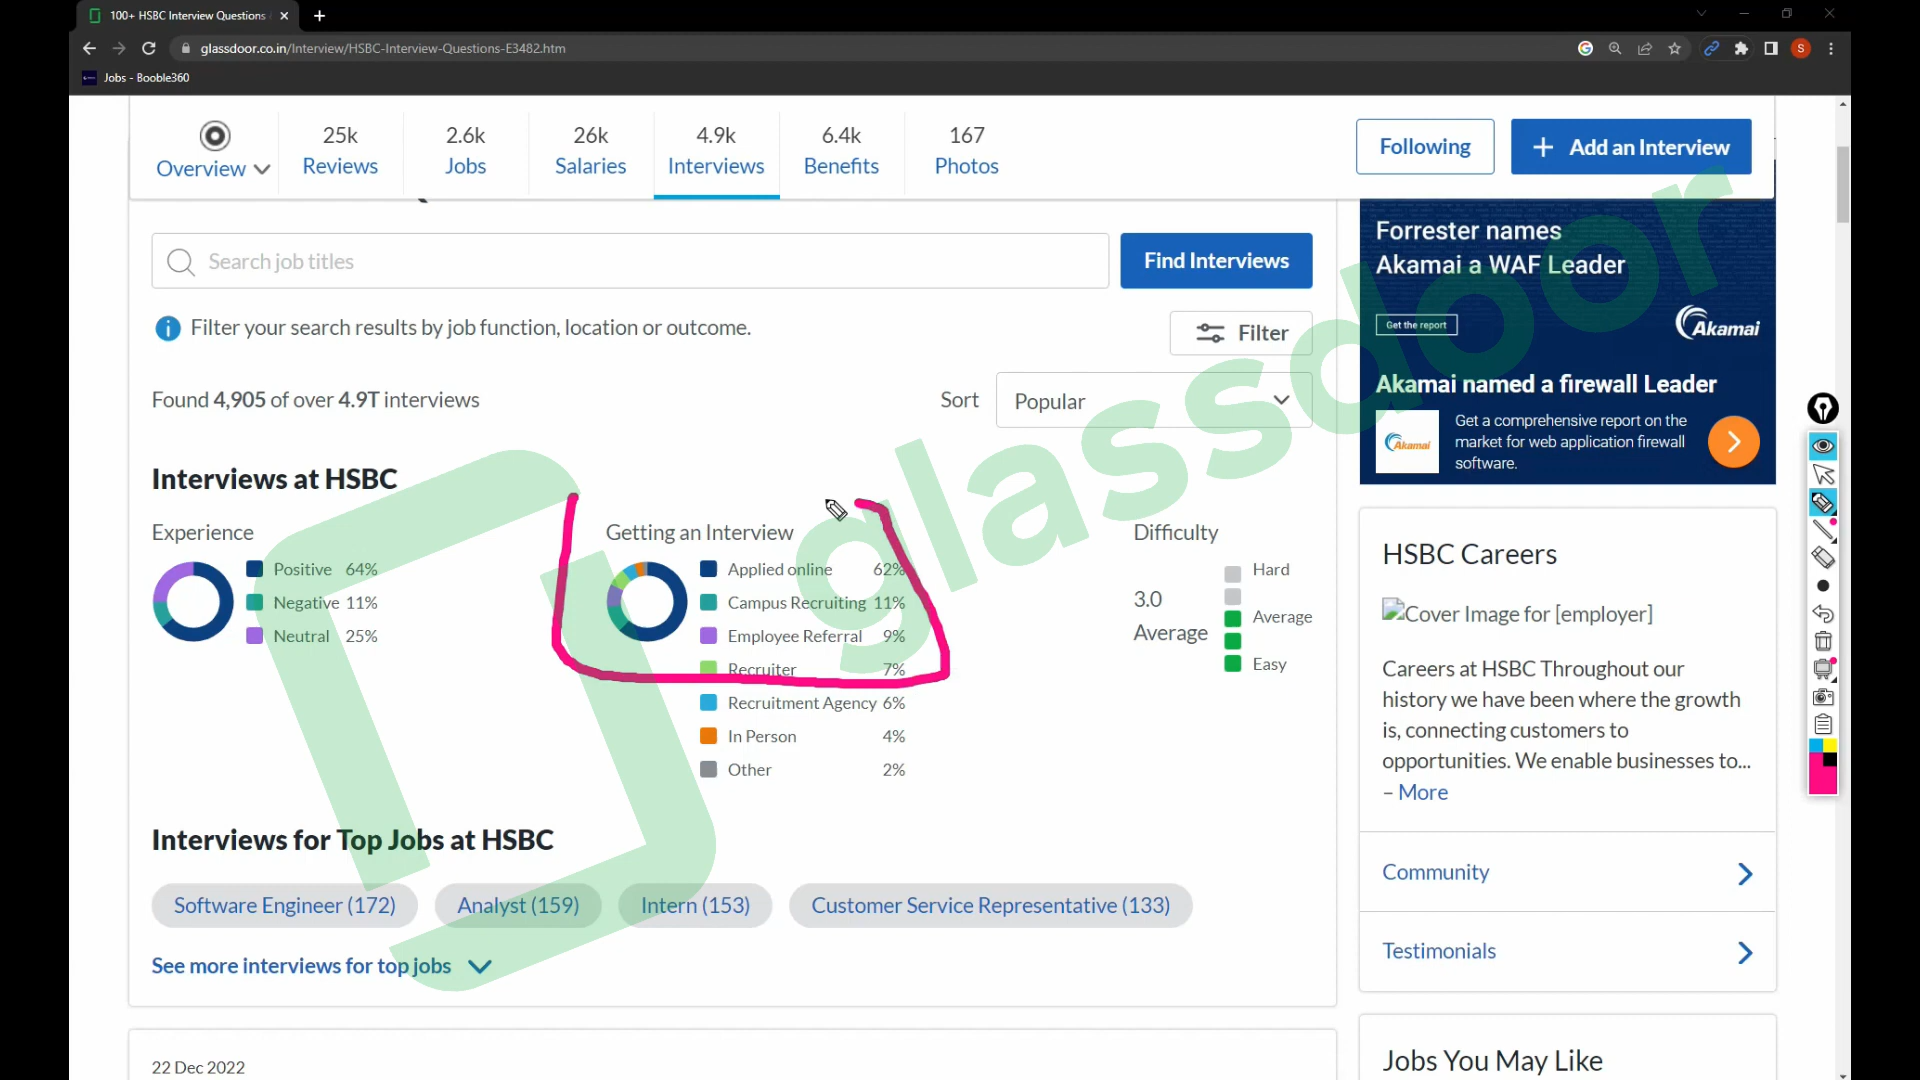 100+ HSBC Interview Questions
glassdoor.co.in/Interview/HSBC-Interview-Questions-E3482.htm
S
Jobs - Booble360
Overview
25k
Reviews
2.6k
Jobs
26k
Salaries
4.9k
Interviews
6.4k
Benefits
167
Photos
Following
+ Add an Interview
Search job titles
Find Interviews
Filter your search results by job function, location or outcome.
Filter
Found 4,905 of over 4.9T interviews
Sort
Popular
Interviews at HSBC
Experience
Positive 64%
Negative 11%
Neutral 25%
Getting an Interview
Applied online 62%
Campus Recruiting 11%
Employee Referral 9%
Recruiter 7%
Recruitment Agency 6%
In Person 4%
Other 2%
Difficulty
3.0
Average
Hard
Average
Easy
Interviews for Top Jobs at HSBC
Software Engineer (172)
Analyst (159)
Intern (153)
Customer Service Representative (133)
See more interviews for top jobs
22 Dec 2022
glassdoor
Forrester names
Akamai a WAF Leader
Get the report
Akamai
Akamai named a firewall Leader
Akamai
Get a comprehensive report on the
market for web application firewall
software.
HSBC Careers
Cover Image for [employer]
Careers at HSBC Throughout our
history we have been where the growth
is, connecting customers to
opportunities. We enable businesses to...
– More
Community
Testimonials
Jobs You May Like